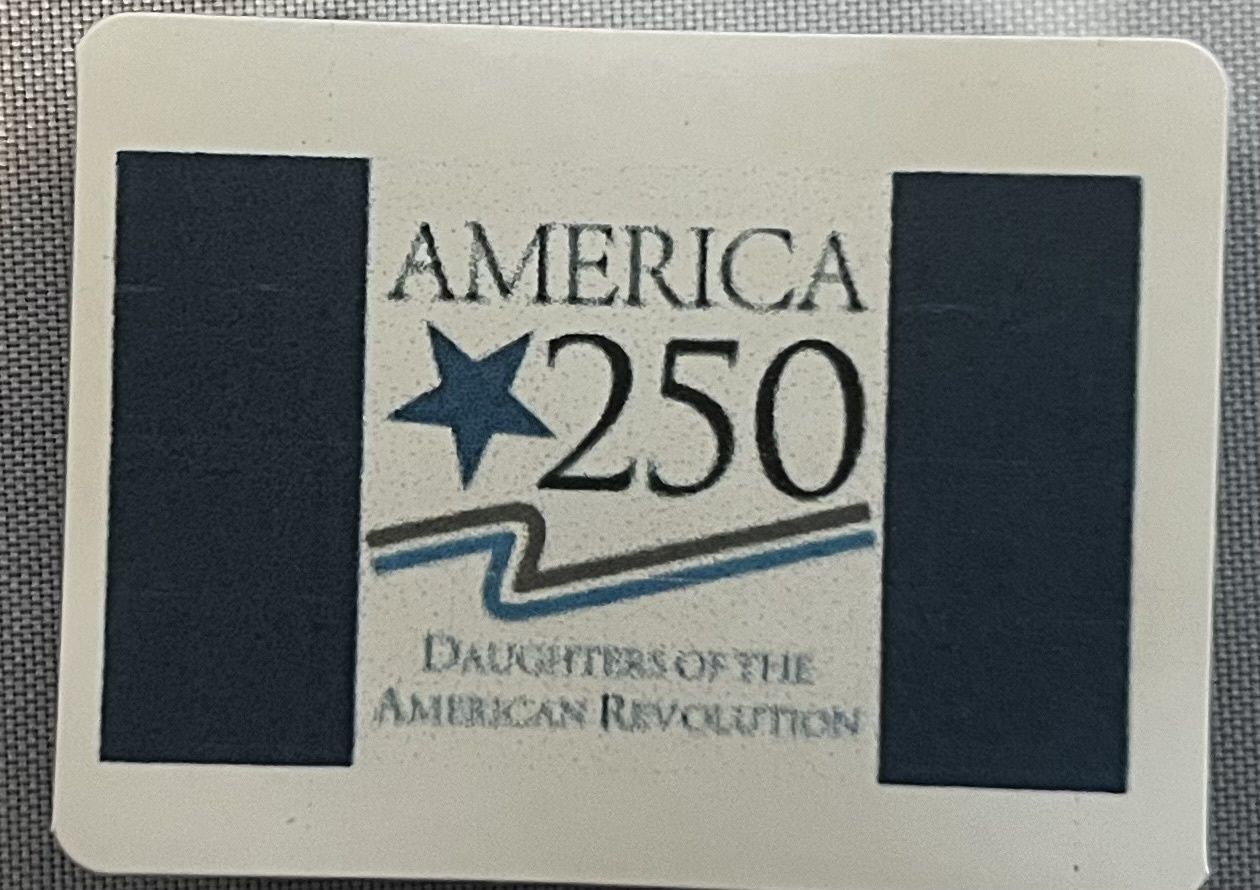 AMERICA
250
DAUGHTERS OF THE
AMERICAN REVOLUTION